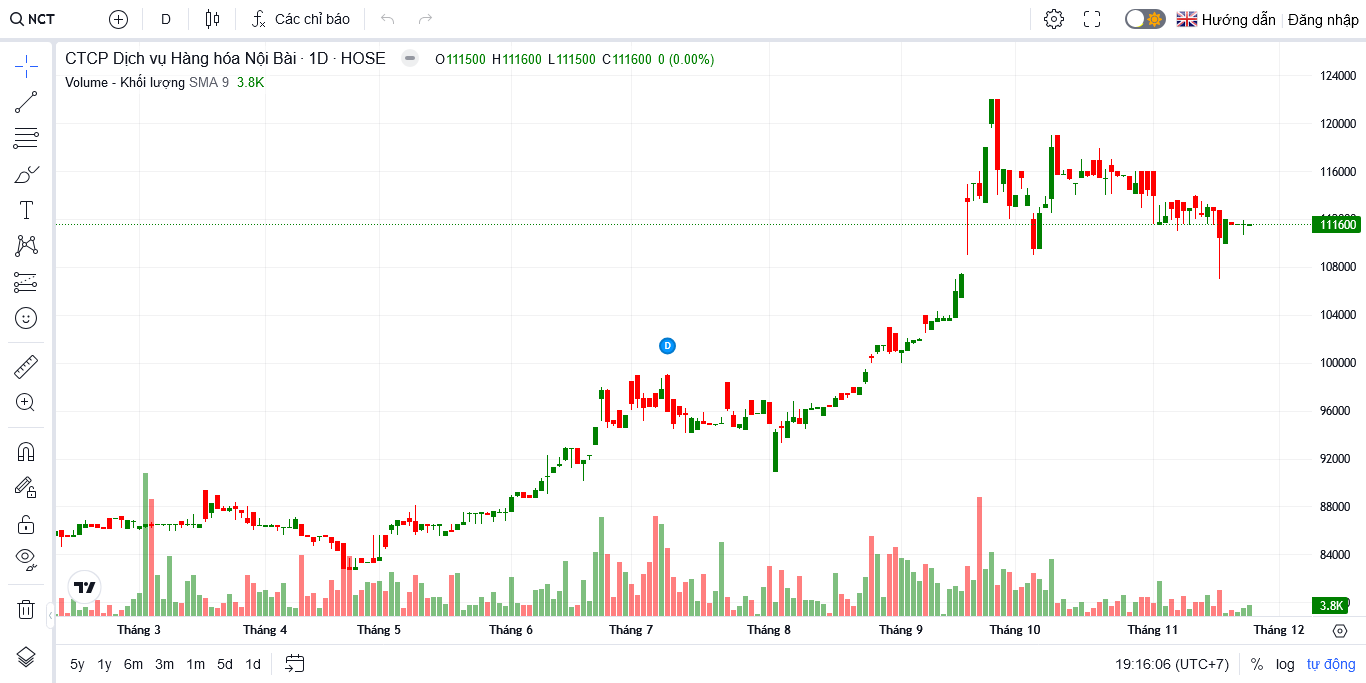 NCT
D
Các chỉ báo
Hướng dẫn
Đăng nhập
CTCP Dịch vụ Hàng hóa Nội Bài · 1D · HOSE
O111500 H111600 L111500 C111600 0 (0.00%)
Volume - Khối lượng SMA 9 3.8K
124000
120000
116000
111600
108000
104000
100000
96000
92000
88000
84000
3.8K
D
Tháng 3
Tháng 4
Tháng 5
Tháng 6
Tháng 7
Tháng 8
Tháng 9
Tháng 10
Tháng 11
Tháng 12
5y 1y 6m 3m 1m 5d 1d
19:16:06 (UTC+7)
% log tự động